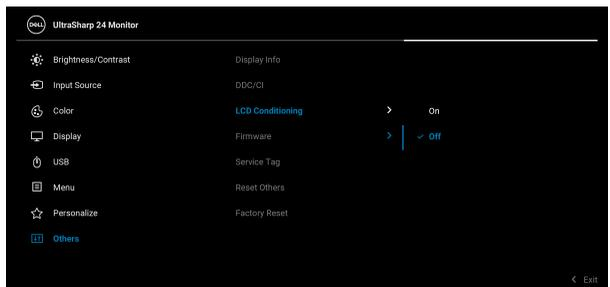 DELL UltraSharp 24 Monitor
Brightness/Contrast Display Info
Input Source DDC/CI
Color LCD Conditioning On
Display Firmware Off
USB Service Tag
Menu Reset Others
Personalize Factory Reset
Others
Exit